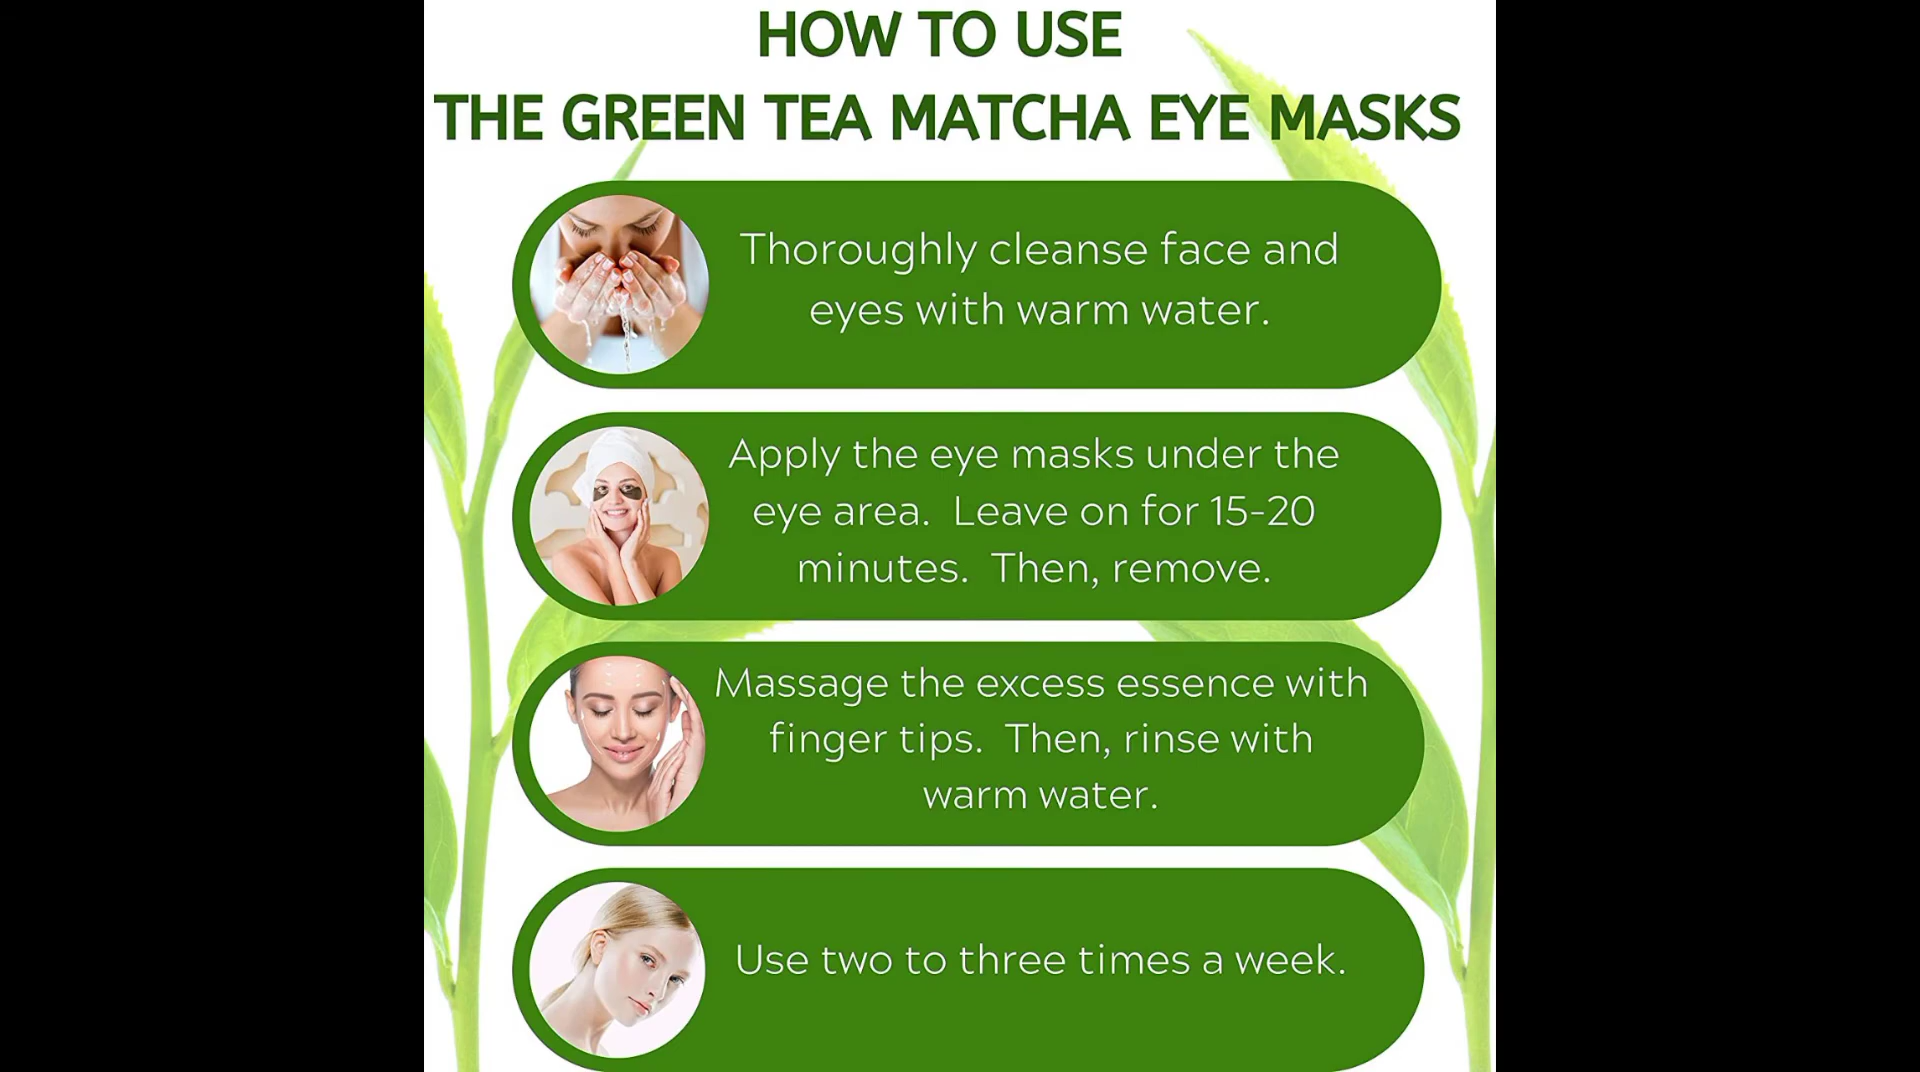 HOW TO USE
THE GREEN TEA MATCHA EYE MASKS
Thoroughly cleanse face and
eyes with warm water.
Apply the eye masks under the
eye area. Leave on for 15-20
minutes. Then, remove.
Massage the excess essence with
finger tips. Then, rinse with
warm water.
Use two to three times a week.